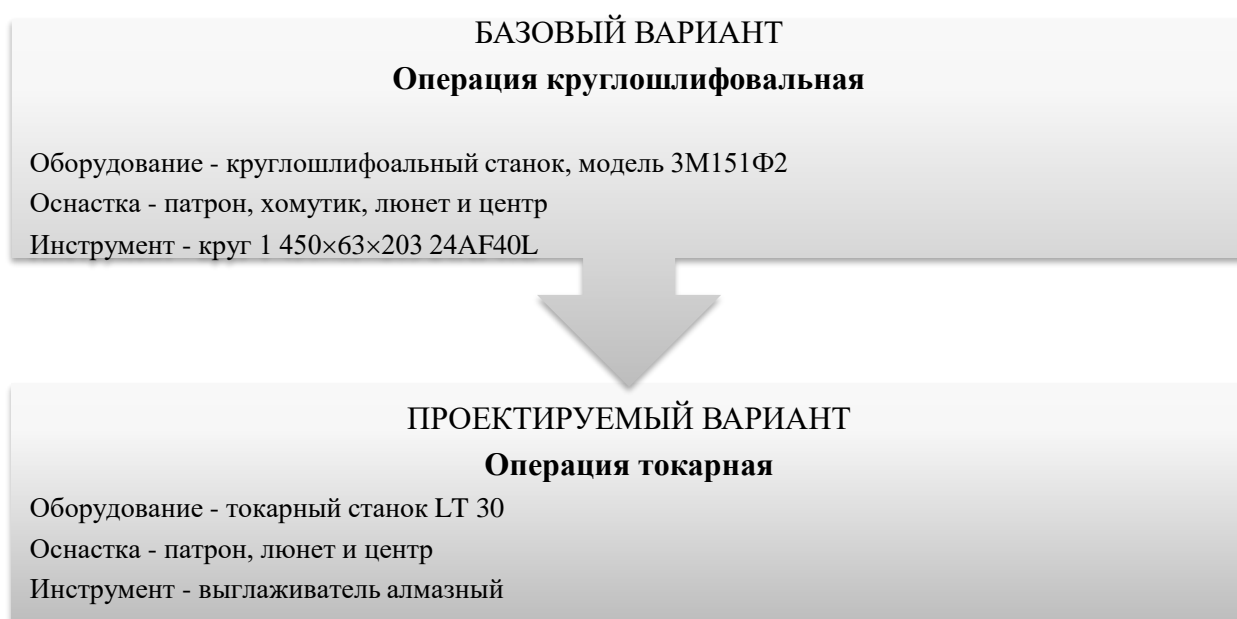 БАЗОВЫЙ ВАРИАНТ
Операция круглошлифовальная
Оборудование - круглошлифоальный станок, модель 3М151Ф2
Оснастка - патрон, хомутик, люнет и центр
Инструмент - круг 1 450×63×203 24AF40L
ПРОЕКТИРУЕМЫЙ ВАРИАНТ
Операция токарная
Оборудование - токарный станок LT 30
Оснастка - патрон, люнет и центр
Инструмент - выглаживатель алмазный